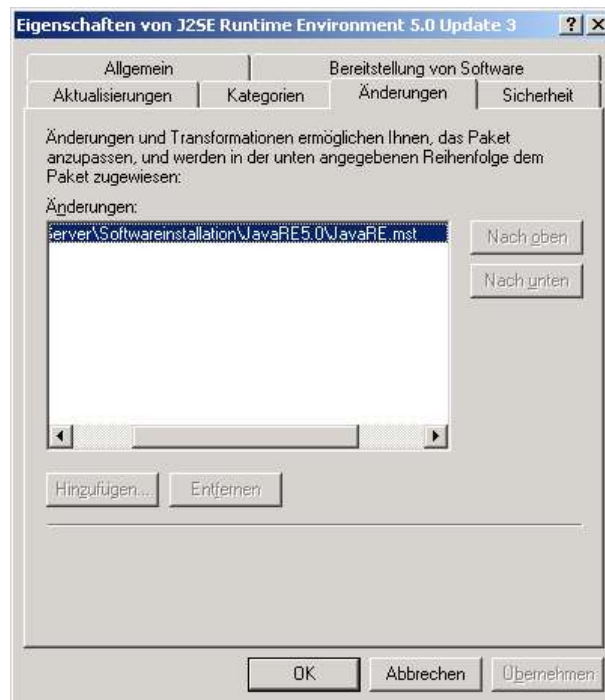 Eigenschaften von J2SE Runtime Environment 5.0 Update 3
Allgemein
Bereitstellung von Software
Aktualisierungen
Kategorien
Änderungen
Sicherheit
Änderungen und Transformationen ermöglichen Ihnen, das Paket
anzupassen, und werden in der unten angegebenen Reihenfolge dem
Paket zugewiesen:
Änderungen:
erver\Softwareinstallation\JavaRE5.0\JavaRE.mst
Nach oben
Nach unten
Hinzufügen...
Entfernen
OK
Abbrechen
Übernehmen